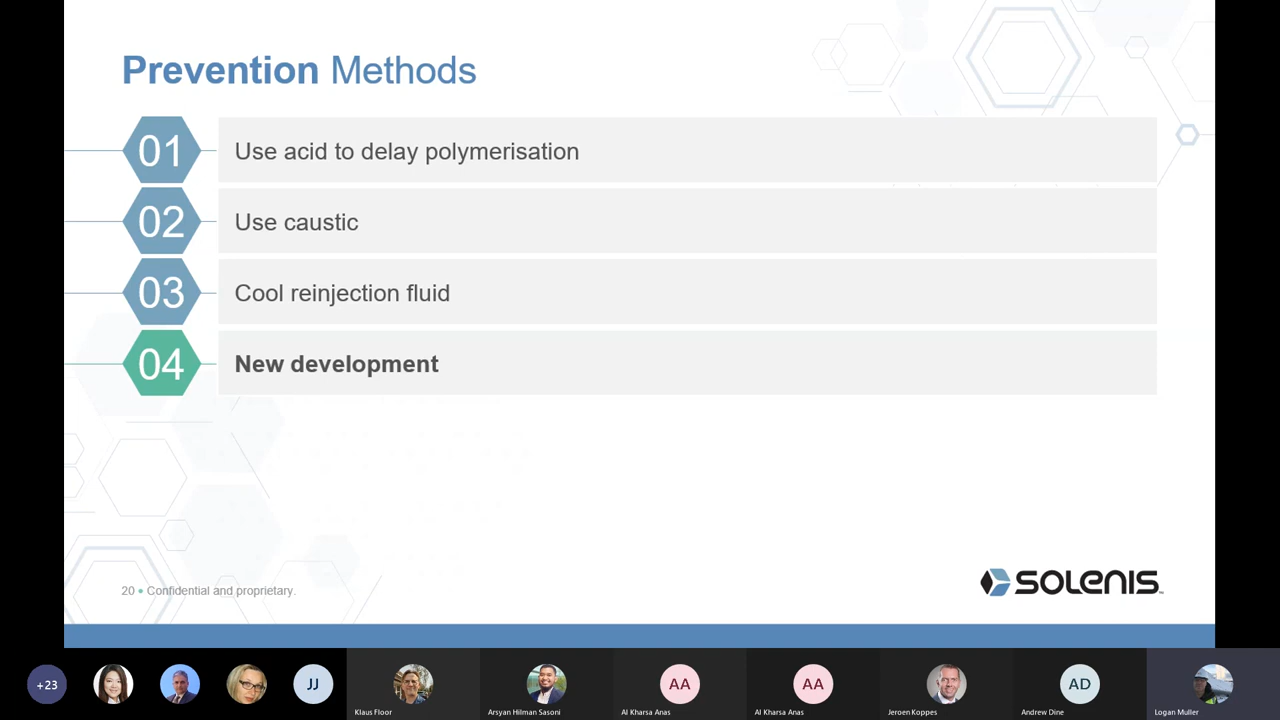 Prevention Methods
01 Use acid to delay polymerisation
02 Use caustic
03 Cool reinjection fluid
04 New development
20 • Confidential and proprietary.
SOLENIS™
+23
JJ
AA
AA
AD
Klaus Floor
Arsyan Hilman Sasoni
Al Kharsa Anas
Al Kharsa Anas
Jeroen Koppes
Andrew Dine
Logan Muller